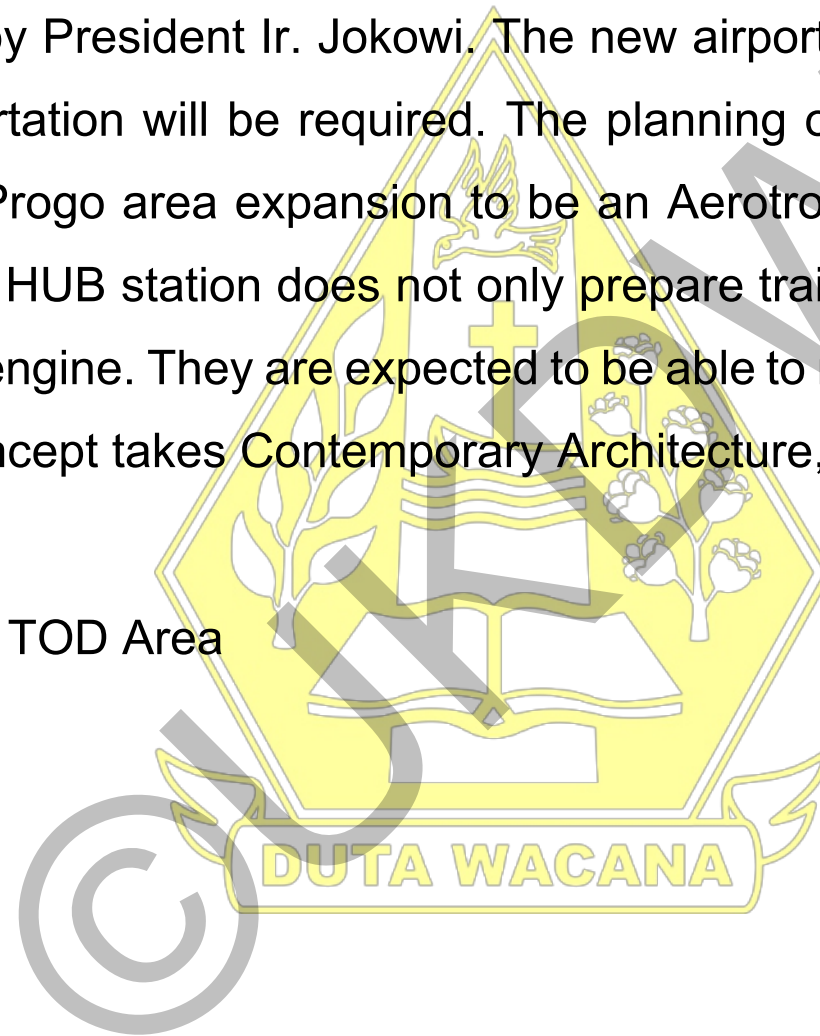 by President Ir. Jokowi. The new airport
rtation will be required. The planning
Progo area expansion to be an Aerotro
HUB station does not only prepare trai
engine. They are expected to be able to
ncept takes Contemporary Architecture,
TOD Area
DUTA WACANA
©UKDW